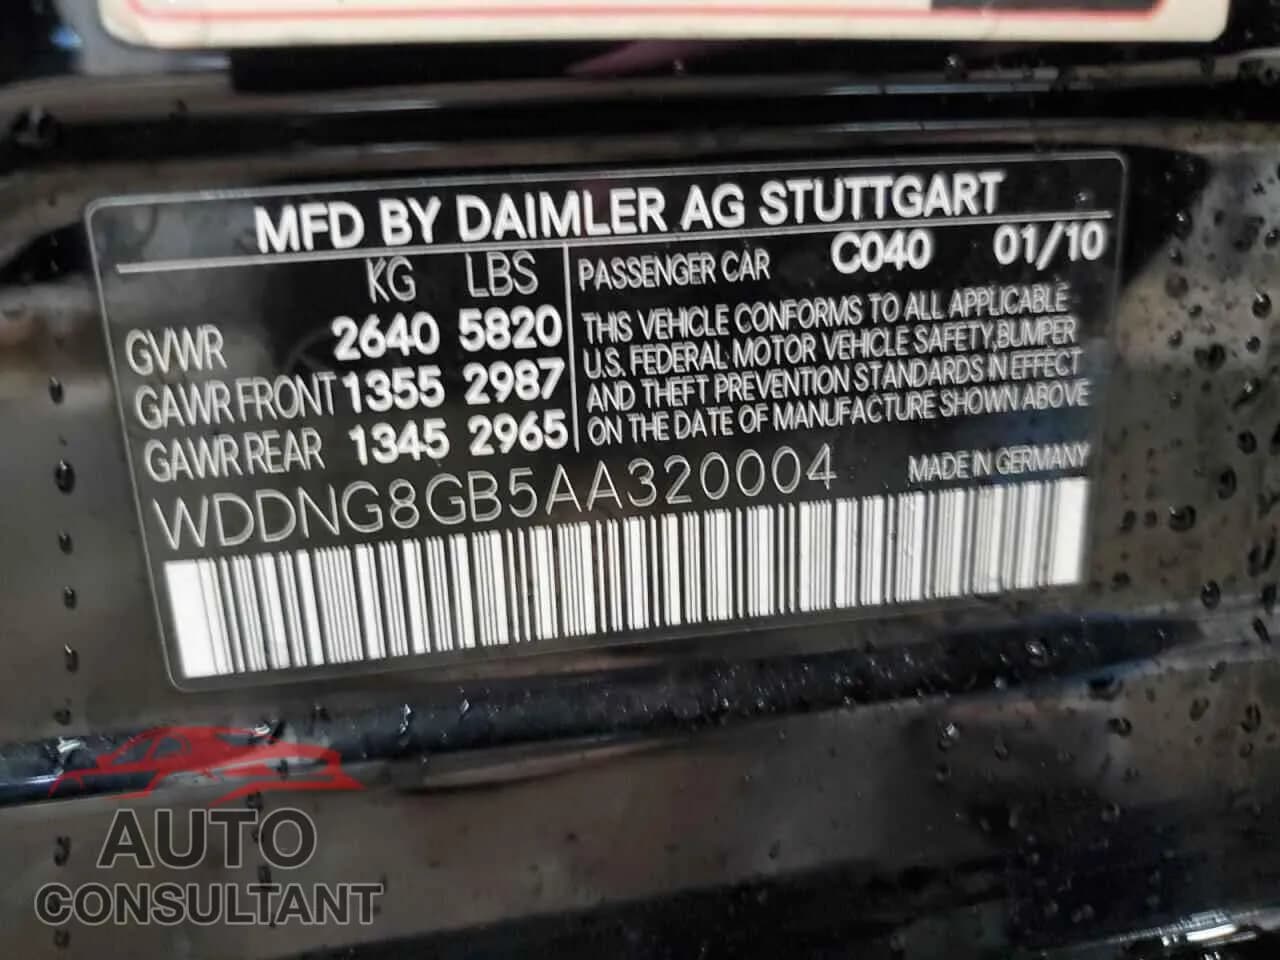 MFD BY DAIMLER AG STUTTGART
KG LBS
GVWR 2640 5820
GAWR FRONT 1355 2987
GAWR REAR 1345 2965
PASSENGER CAR C040 01/10
THIS VEHICLE CONFORMS TO ALL APPLICABLE
U.S. FEDERAL MOTOR VEHICLE SAFETY,BUMPER
AND THEFT PREVENTION STANDARDS IN EFFECT
ON THE DATE OF MANUFACTURE SHOWN ABOVE
WDDNG8GB5AA320004 MADE IN GERMANY
AUTO
CONSULTANT